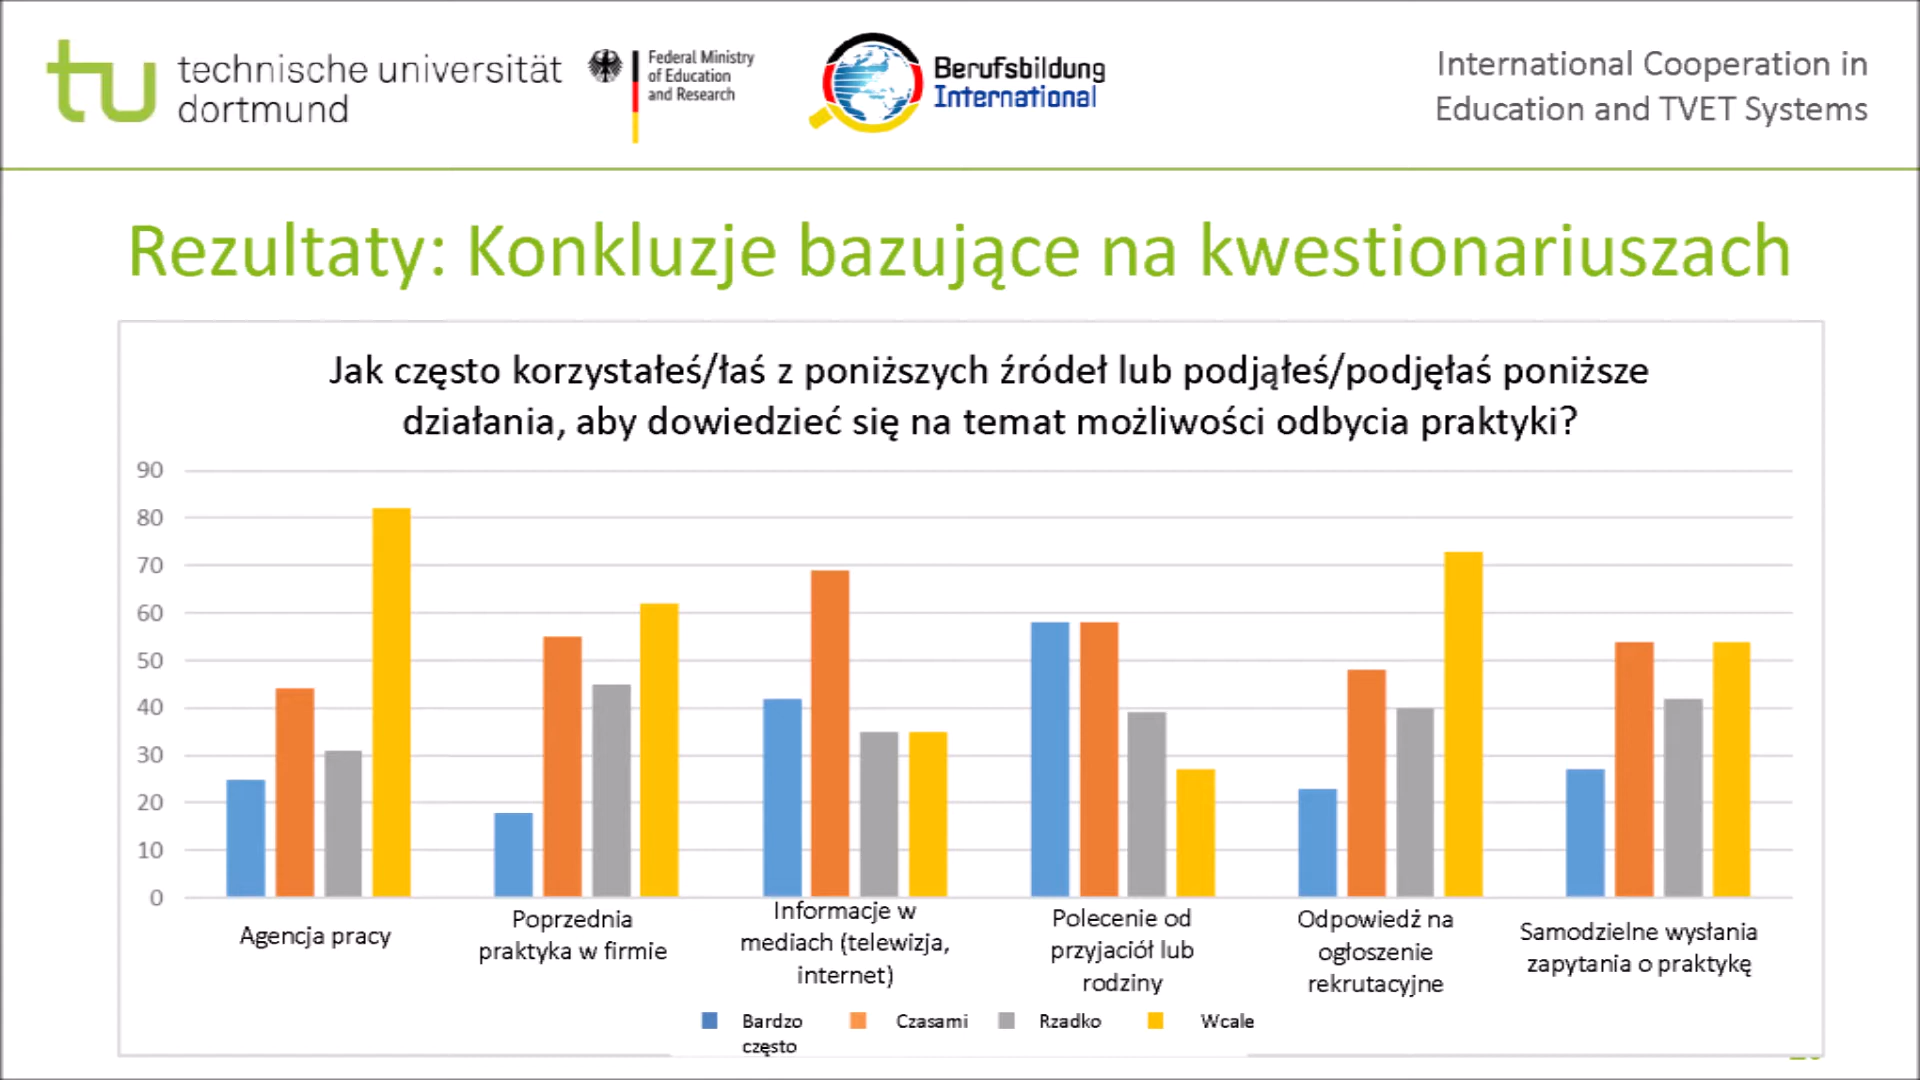 tu technische universität
dortmund
Federal Ministry
of Education
and Research
Berufsbildung
International
International Cooperation in
Education and TVET Systems
Rezultaty: Konkluzje bazujące na kwestionariuszach
Jak często korzystałeś/łaś z poniższych źródeł lub podjąłeś/podjęłaś poniższe
działania, aby dowiedzieć się na temat możliwości odbycia praktyki?
90
80
70
60
50
40
30
20
10
0
Agencja pracy
Poprzednia
praktyka w firmie
Informacje w
mediach (telewizja,
internet)
Polecenie od
przyjaciół lub
rodziny
Odpowiedź na
ogłoszenie
rekrutacyjne
Samodzielne wysłania
zapytania o praktykę
Bardzo
często
Czasami
Rzadko
Wcale